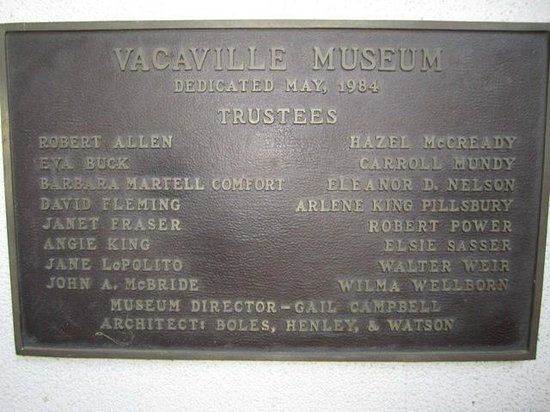 VACAVILLE MUSEUM
DEDICATED MAY, 1984
TRUSTEES
ROBERT ALLEN HAZEL McCREADY
EVA BUCK CARROLL MUNDY
BARBARA MARTELL COMFORT ELEANOR D. NELSON
DAVID FLEMING ARLENE KING PILLSBURY
JANET FRASER ROBERT POWER
ANGIE KING ELSIE SASSER
JANE LoPOLITO WALTER WEIR
JOHN A. McBRIDE WILMA WELLBORN
MUSEUM DIRECTOR—GAIL CAMPBELL
ARCHITECT: BOLES, HENLEY, & WATSON